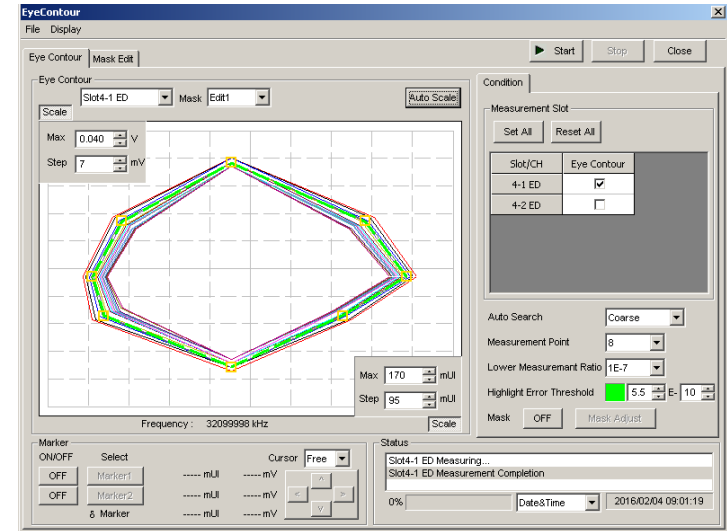 EyeContour
File Display
Eye Contour Mask Edit
Start Stop Close
Eye Contour
Slot4-1 ED Mask Edit1 Auto Scale
Scale
Max 0.040 V
Step 7 mV
Max 170 mUI
Step 95 mUI
Frequency : 32099998 kHz Scale
Condition
Measurement Slot
Set All Reset All
Slot/CH Eye Contour
4-1 ED
4-2 ED
Auto Search Coarse
Measurement Point 8
Lower Measuremant Ratio 1E-7
Highlight Error Threshold 5.5 E- 10
Mask OFF Mask Adjust
Marker
ON/OFF Select Cursor Free
OFF Marker1 ----- mUI ----- mV ^
OFF Marker2 ----- mUI ----- mV < >
δ Marker ----- mUI ----- mV v
Status
Slot4-1 ED Measuring...
Slot4-1 ED Measurement Completion
0% Date&Time 2016/02/04 09:01:19